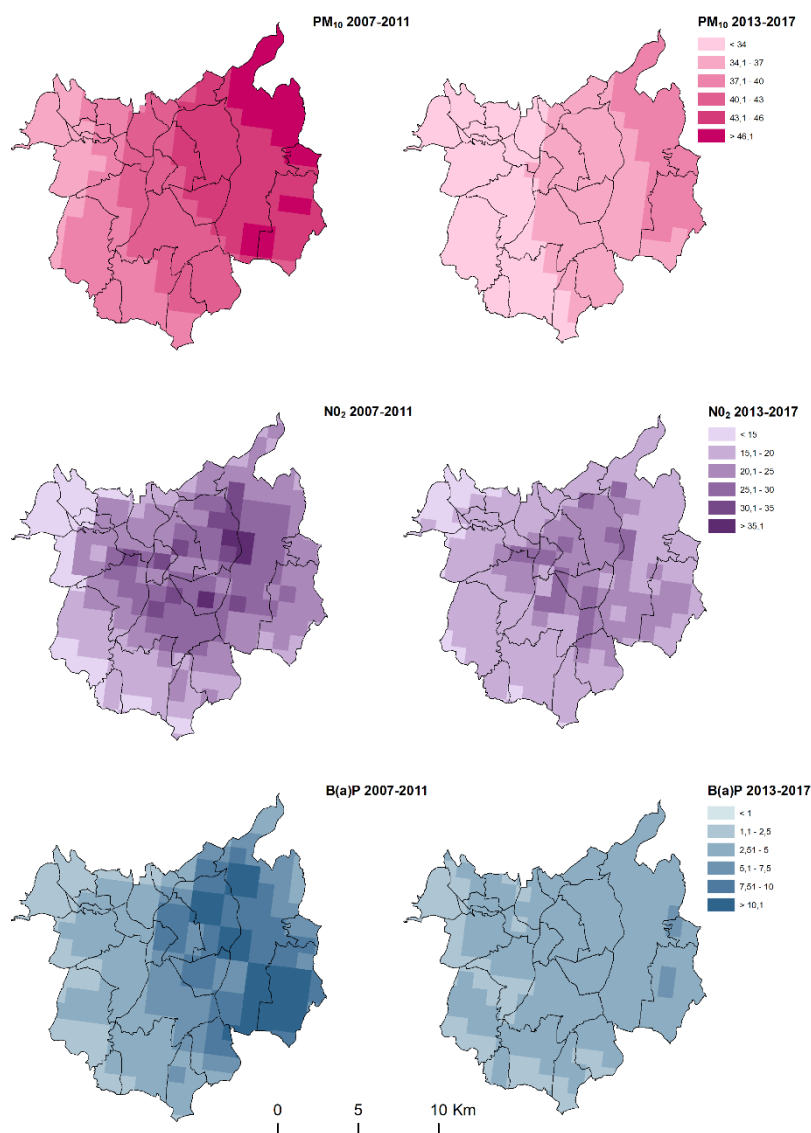 PM₁₀ 2007-2011
PM₁₀ 2013-2017
< 34
34,1 - 37
37,1 - 40
40,1 - 43
43,1 - 46
> 46,1
N0₂ 2007-2011
N0₂ 2013-2017
< 15
15,1 - 20
20,1 - 25
25,1 - 30
30,1 - 35
> 35,1
B(a)P 2007-2011
B(a)P 2013-2017
< 1
1,1 - 2,5
2,51 - 5
5,1 - 7,5
7,51 - 10
> 10,1
0 5 10 Km